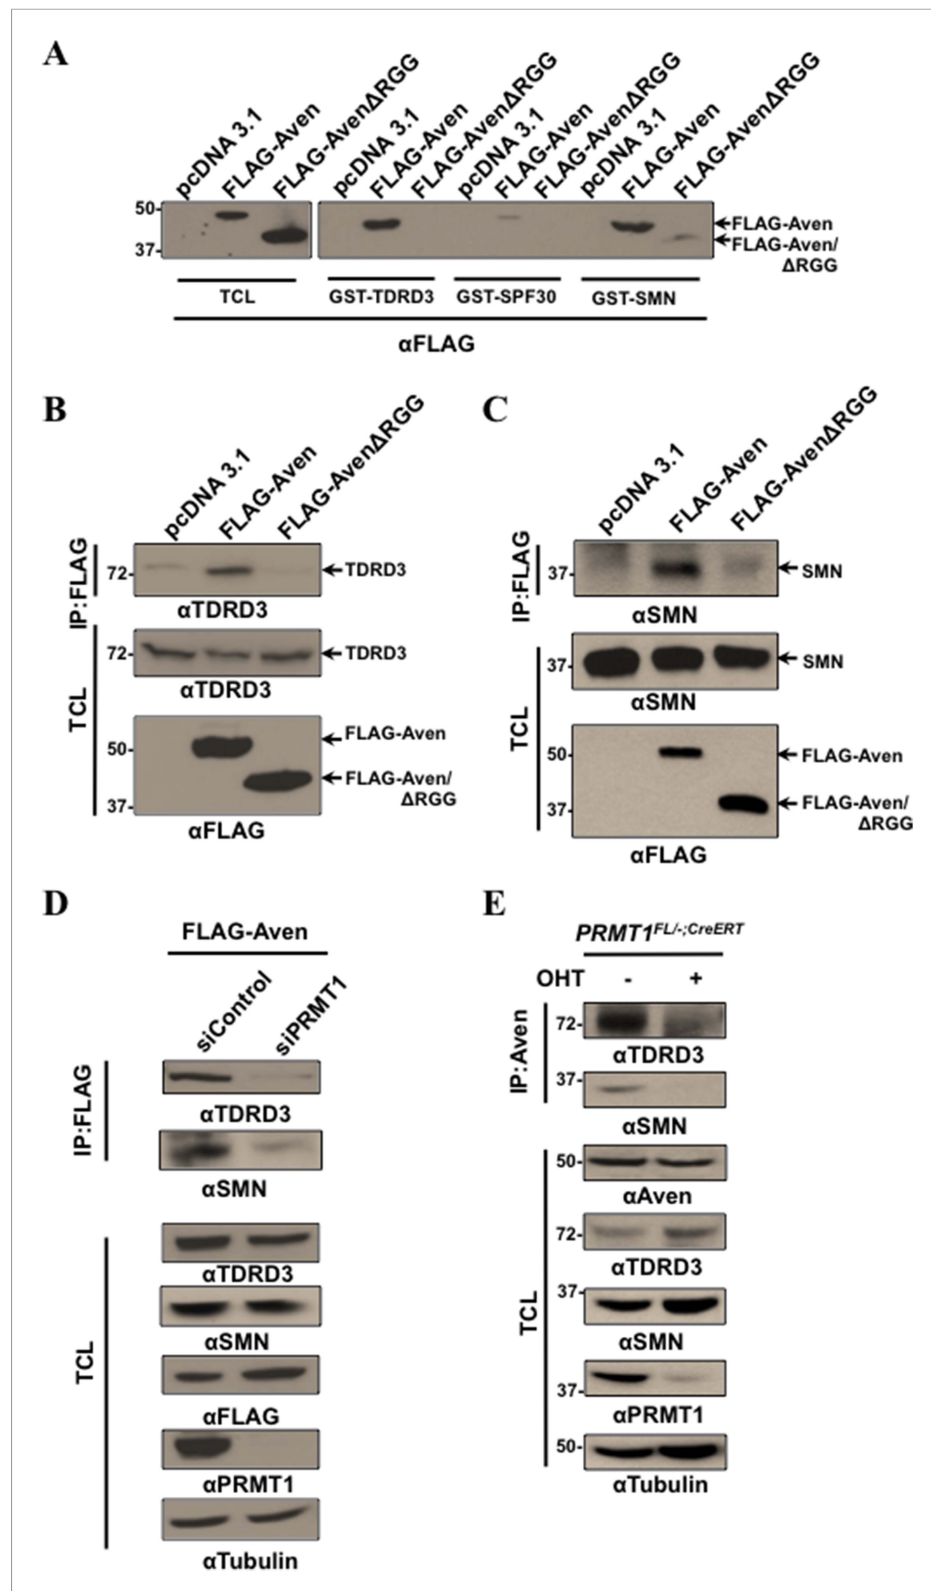 A
pcDNA 3.1
FLAG-Aven
FLAG-AvenΔRGG
pcDNA 3.1
FLAG-Aven
FLAG-AvenΔRGG
pcDNA 3.1
FLAG-Aven
FLAG-AvenΔRGG
pcDNA 3.1
FLAG-Aven
FLAG-AvenΔRGG
50-
37-
FLAG-Aven
FLAG-Aven/
ΔRGG
TCL
GST-TDRD3
GST-SPF30
GST-SMN
αFLAG
B
pcDNA 3.1
FLAG-Aven
FLAG-AvenΔRGG
IP:FLAG
72-
TDRD3
αTDRD3
TCL
72-
TDRD3
αTDRD3
50-
37-
FLAG-Aven
FLAG-Aven/
ΔRGG
αFLAG
C
pcDNA 3.1
FLAG-Aven
FLAG-AvenΔRGG
IP:FLAG
37-
SMN
αSMN
TCL
37-
SMN
αSMN
50-
37-
FLAG-Aven
FLAG-Aven/
ΔRGG
αFLAG
D
FLAG-Aven
siControl
siPRMT1
IP:FLAG
αTDRD3
αSMN
TCL
αTDRD3
αSMN
αFLAG
αPRMT1
αTubulin
E
PRMT1FL/-;CreERT
OHT - +
IP:Aven
72-
αTDRD3
37-
αSMN
TCL
50-
αAven
72-
αTDRD3
37-
αSMN
37-
αPRMT1
50-
αTubulin